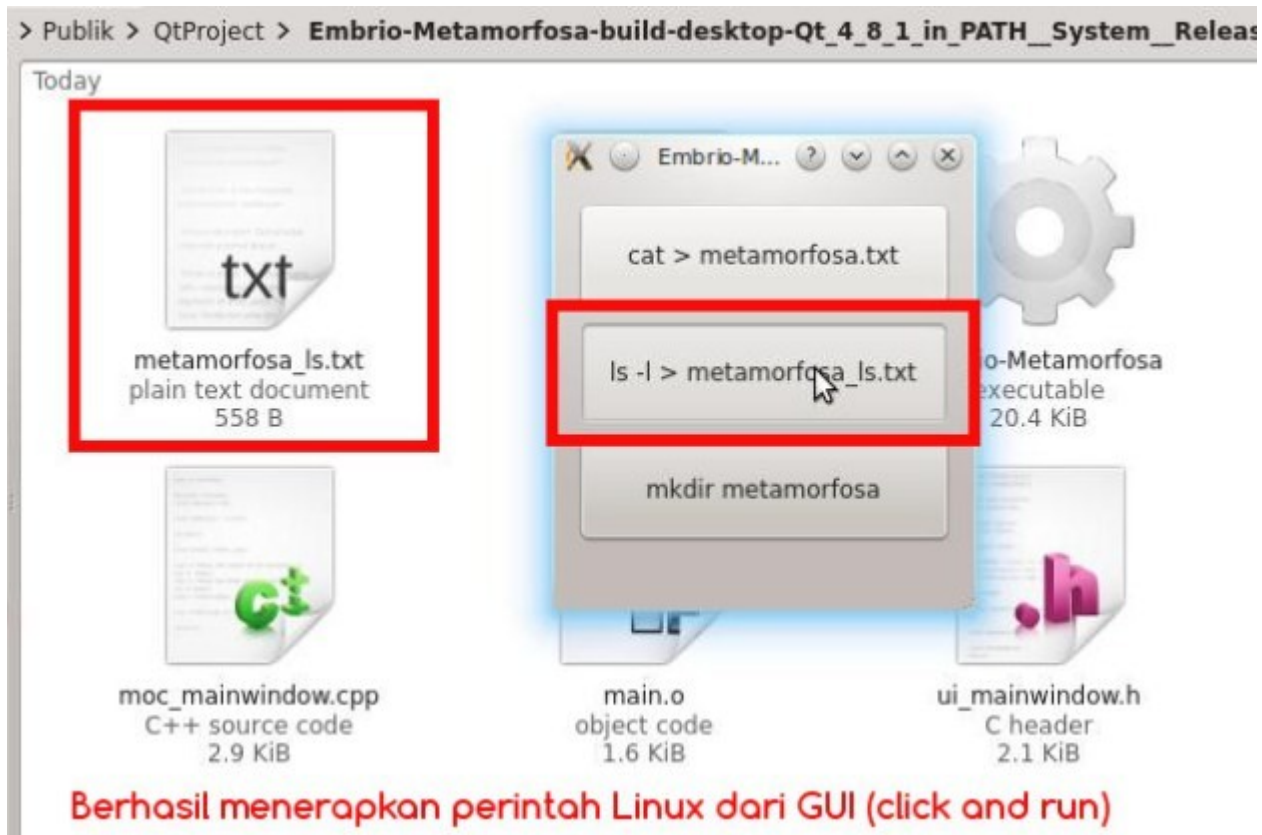 > Publik > QtProject > Embrio-Metamorfosa-build-desktop-Qt_4_8_1_in_PATH__System__Releas
Today
txt
metamorfosa_ls.txt
plain text document
558 B
Embrio-M...
cat > metamorfosa.txt
ls -l > metamorfosa_ls.txt
mkdir metamorfosa
io-Metamorfosa
executable
20.4 KiB
c++
moc_mainwindow.cpp
C++ source code
2.9 KiB
main.o
object code
1.6 KiB
.h
ui_mainwindow.h
C header
2.1 KiB
Berhasil menerapkan perintah Linux dari GUI (click and run)